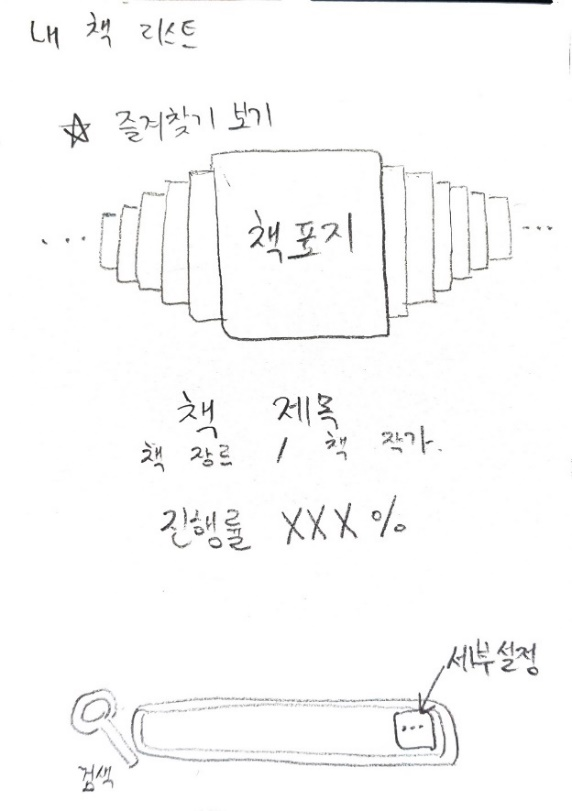 내 책 리스트
☆ 즐겨찾기 보기
... 책 표지 ...
책 제목
책 장르 / 책 작가.
진행률 XXX %
세부설정
...
검색